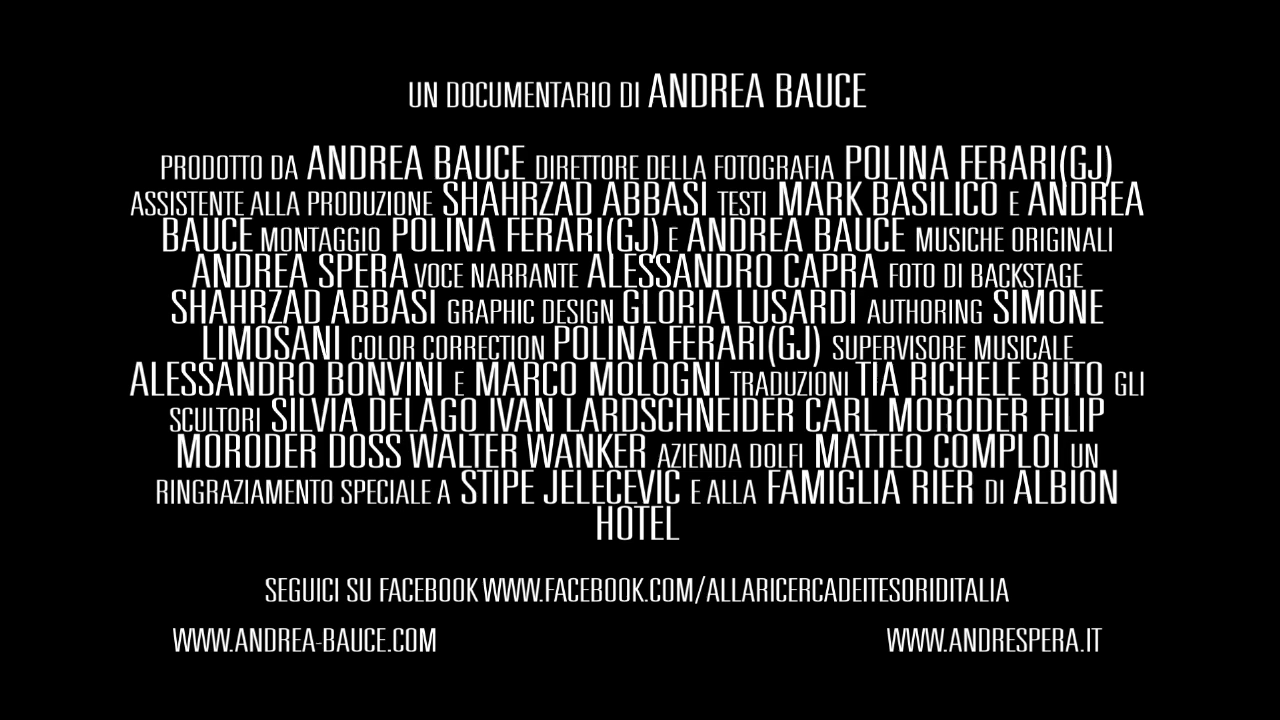 UN DOCUMENTARIO DI ANDREA BAUCE
PRODOTTO DA ANDREA BAUCE DIRETTORE DELLA FOTOGRAFIA POLINA FERARI(GJ)
ASSISTENTE ALLA PRODUZIONE SHAHRZAD ABBASI TESTI MARK BASILICO E ANDREA
BAUCE MONTAGGIO POLINA FERARI(GJ) E ANDREA BAUCE MUSICHE ORIGINALI
ANDREA SPERA VOCE NARRANTE ALESSANDRO CAPRA FOTO DI BACKSTAGE
SHAHRZAD ABBASI GRAPHIC DESIGN GLORIA LUSARDI AUTHORING SIMONE
LIMOSANI COLOR CORRECTION POLINA FERARI(GJ) SUPERVISORE MUSICALE
ALESSANDRO BONVINI E MARCO MOLOGNI TRADUZIONI TIA RICHELE BUTO GLI
SCULTORI SILVIA DELAGO IVAN LARDSCHNEIDER CARL MORODER FILIP
MORODER DOSS WALTER WANKER AZIENDA DOLFI MATTEO COMPLOI UN
RINGRAZIAMENTO SPECIALE A STIPE JELECEVIC E ALLA FAMIGLIA RIER DI ALBION
HOTEL
SEGUICI SU FACEBOOK WWW.FACEBOOK.COM/ALLARICERCADEITESORIDITALIA
WWW.ANDREA-BAUCE.COM
WWW.ANDRESPERA.IT